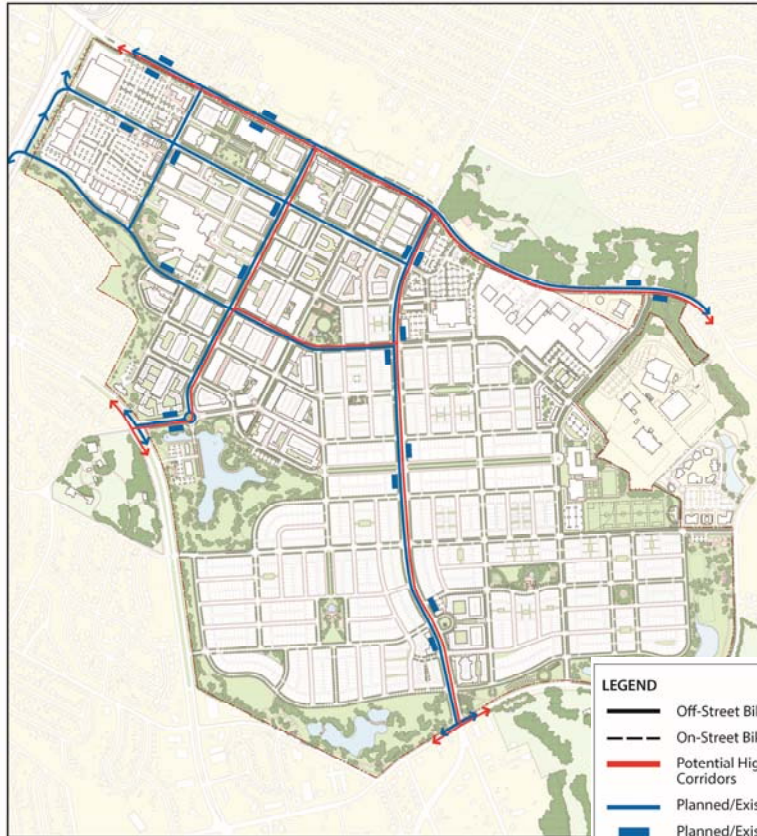 LEGEND
Off-Street Bi
On-Street Bi
Potential Hig
Corridors
Planned/Exis
Planned/Exis